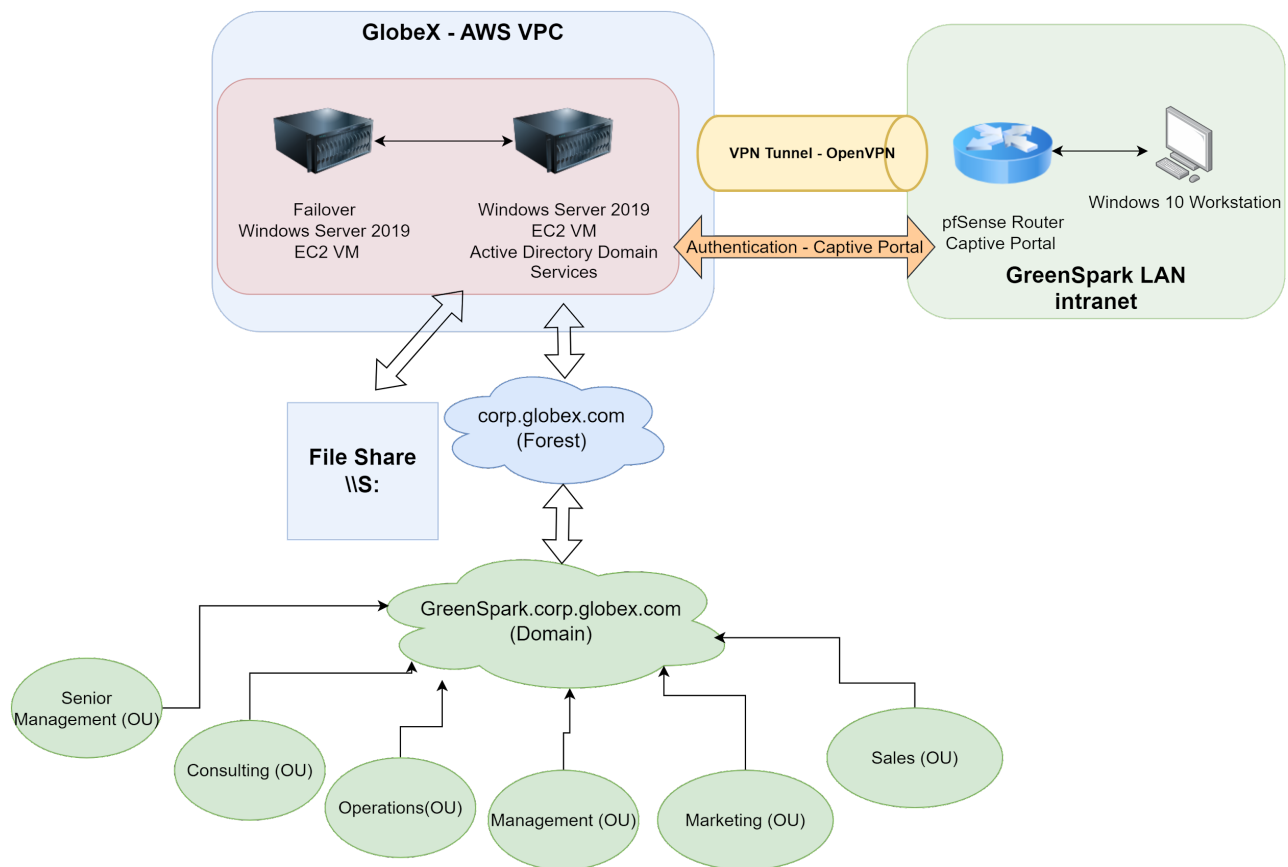 GlobeX - AWS VPC
Failover
Windows Server 2019
EC2 VM
Windows Server 2019
EC2 VM
Active Directory Domain
Services
VPN Tunnel - OpenVPN
Authentication - Captive Portal
pfSense Router
Captive Portal
Windows 10 Workstation
GreenSpark LAN
intranet
File Share
\\S:
corp.globex.com
(Forest)
GreenSpark.corp.globex.com
(Domain)
Senior
Management (OU)
Consulting (OU)
Operations(OU)
Management (OU)
Marketing (OU)
Sales (OU)